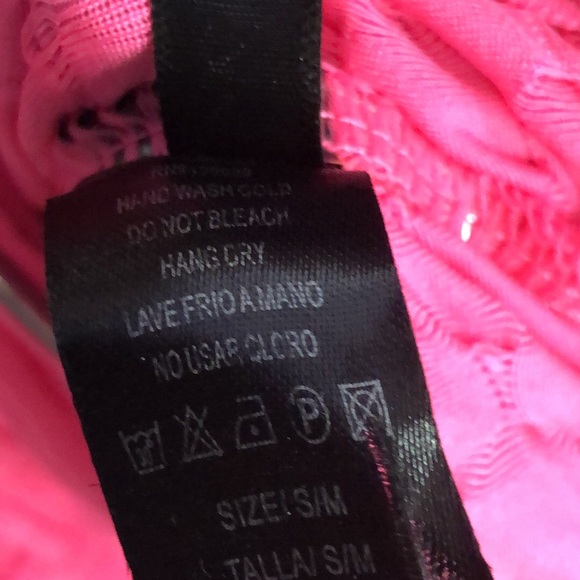 HAND WASH COLD
DO NOT BLEACH
HANG DRY
LAVE FRIO A MANO
NO USAR CLORO
P
SIZE/ S/M
TALLA/ S/M